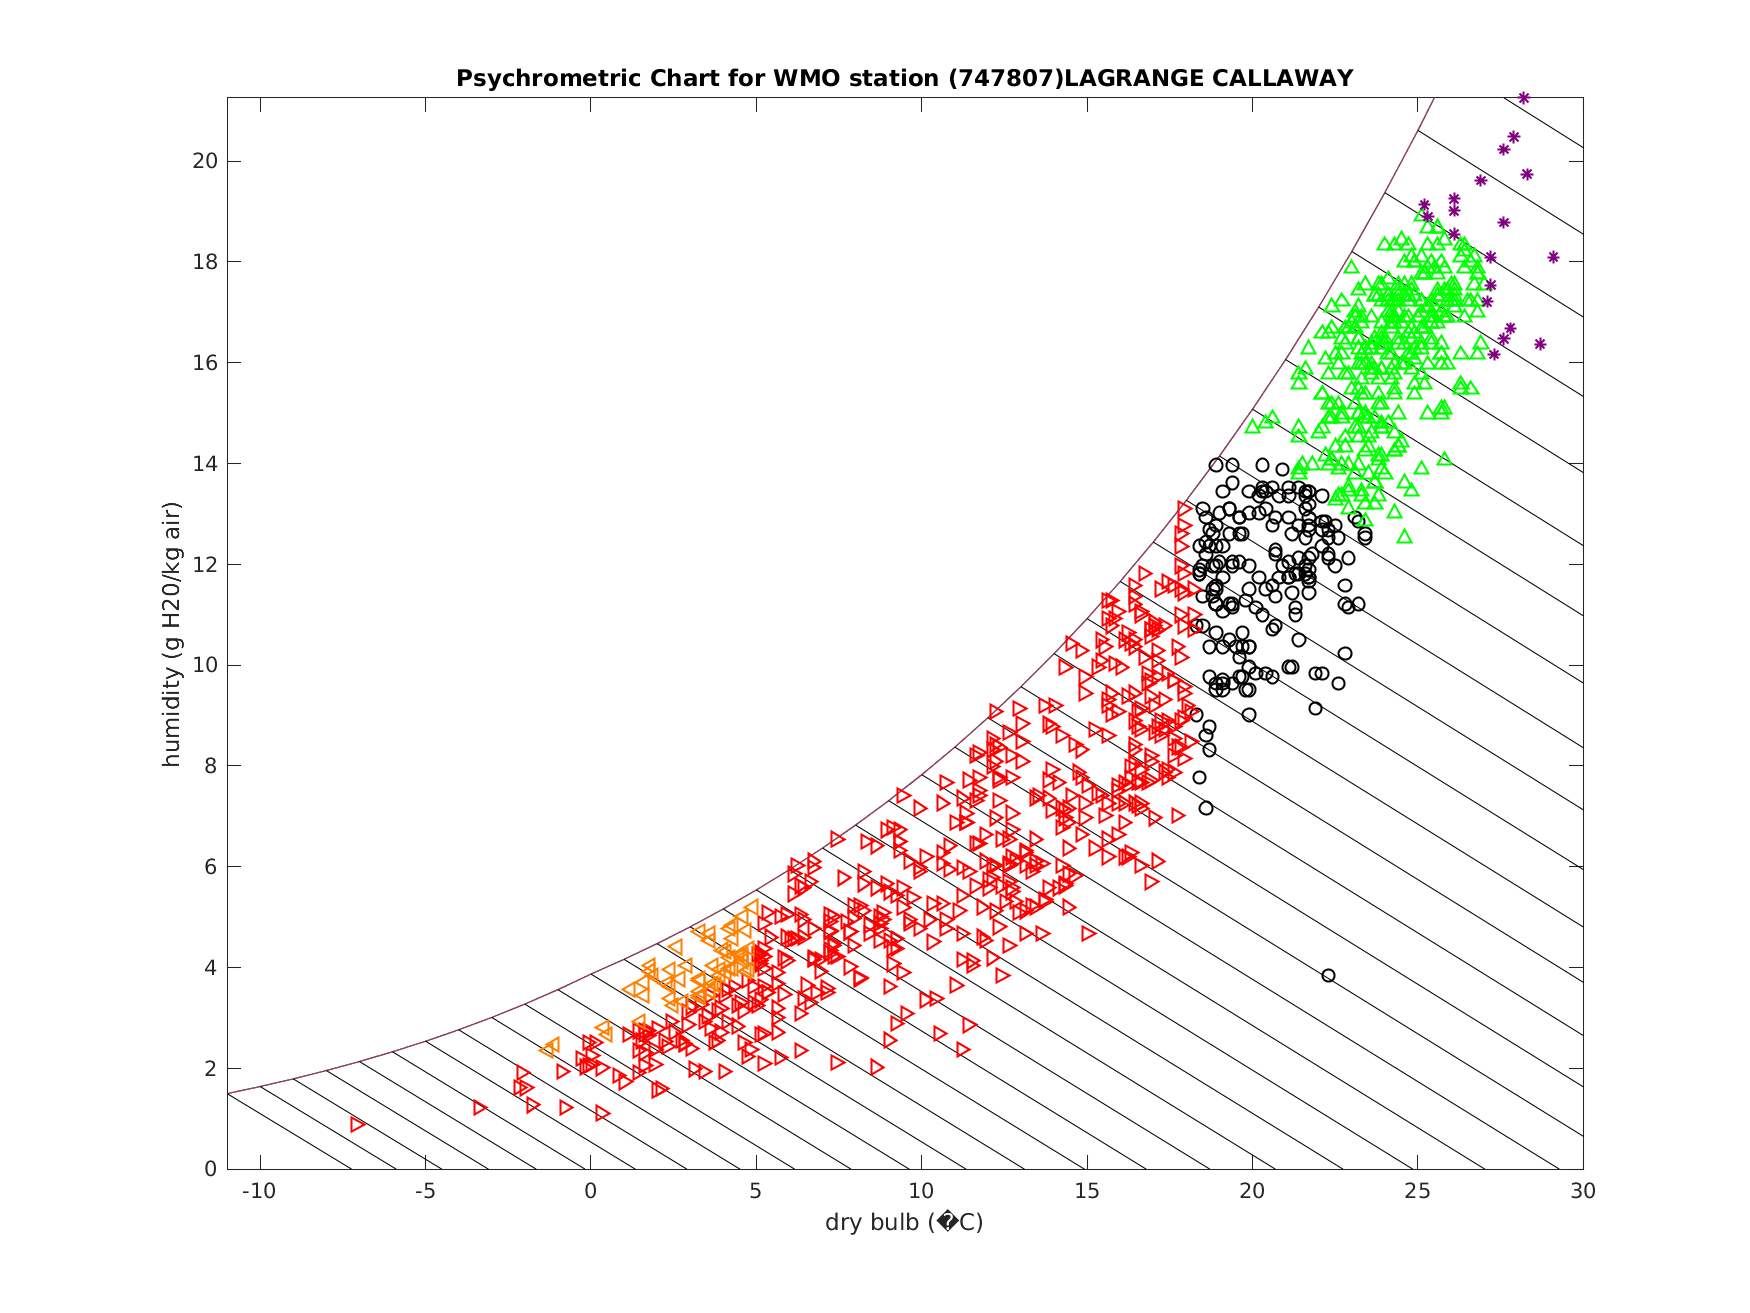 Psychrometric Chart for WMO station (747807)LAGRANGE CALLAWAY
20
18
16
14
12
10
8
6
4
2
0
humidity (g H20/kg air)
-10 -5 0 5 10 15 20 25 30
dry bulb (�C)